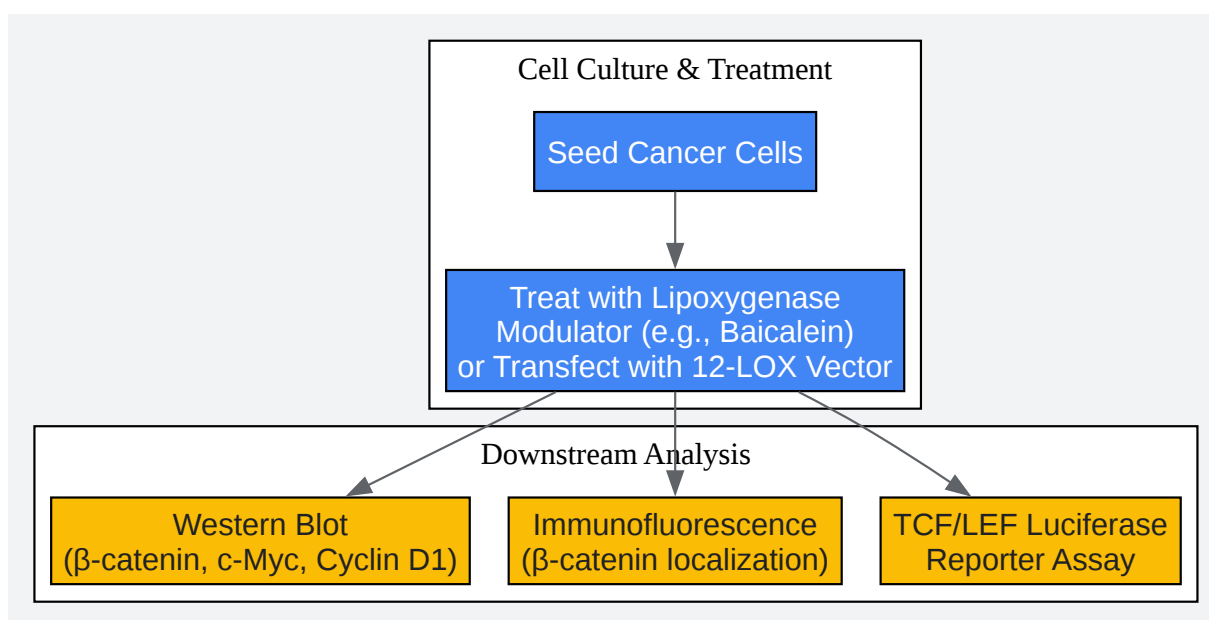 Cell Culture & Treatment
Seed Cancer Cells
Treat with Lipoxygenase
Modulator (e.g., Baicalein)
or Transfect with 12-LOX Vector
Downstream Analysis
Western Blot
(β-catenin, c-Myc, Cyclin D1)
Immunofluorescence
(β-catenin localization)
TCF/LEF Luciferase
Reporter Assay